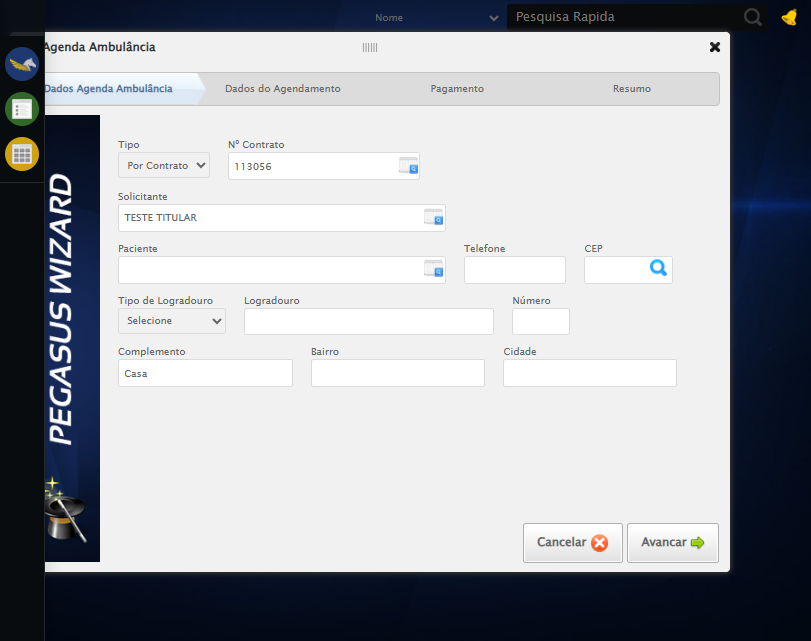 Nome
Pesquisa Rapida
Agenda Ambulância
Dados Agenda Ambulância
Dados do Agendamento
Pagamento
Resumo
PEGASUS WIZARD
Tipo
Nº Contrato
Por Contrato
113056
Solicitante
TESTE TITULAR
Paciente
Telefone
CEP
Tipo de Logradouro
Logradouro
Número
Selecione
Complemento
Bairro
Cidade
Casa
Cancelar
Avancar